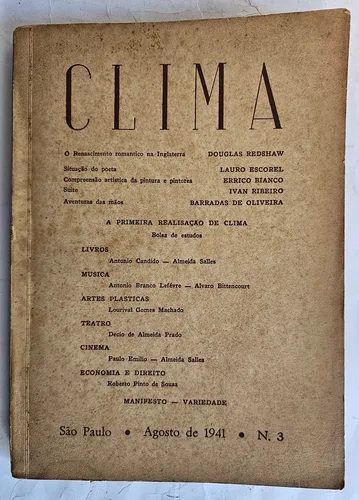 CLIMA
O Renascimento romantico na Inglaterra DOUGLAS REDSHAW
Situação do poeta LAURO ESCOREL
Compreensão artistica da pintura e pintores ERRICO BIANCO
Suite IVAN RIBEIRO
Aventuras das mãos BARRADAS DE OLIVEIRA
A PRIMEIRA REALISAÇÃO DE CLIMA
Bolsa de estudos
LIVROS
Antonio Candido — Almeida Salles
MUSICA
Antonio Branco Lefévre — Alvaro Bittencourt
ARTES PLASTICAS
Lourival Gomes Machado
TEATRO
Decio de Almeida Prado
CINEMA
Paulo Emilio — Almeida Salles
ECONOMIA E DIREITO
Roberto Pinto de Sousa
MANIFESTO — VARIEDADE
São Paulo • Agosto de 1941 • N. 3